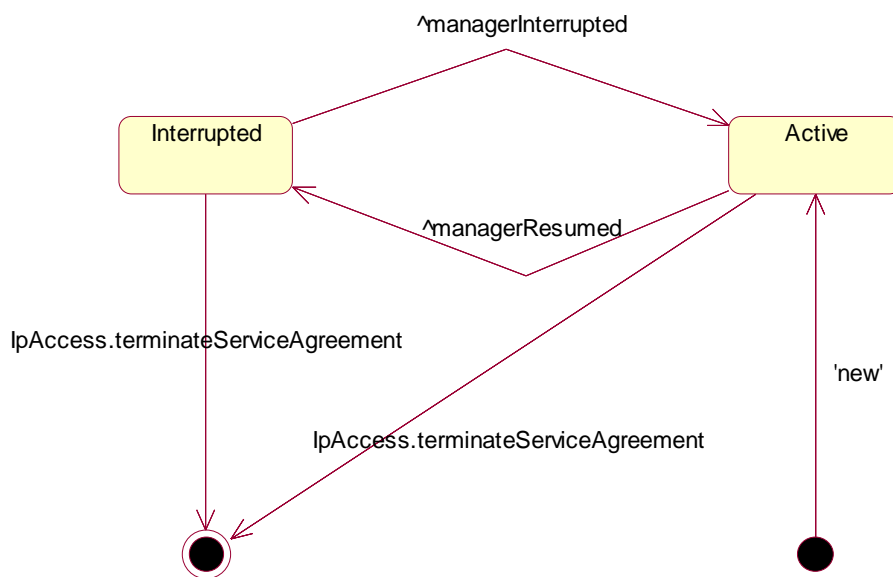 ^managerInterrupted
Interrupted
Active
^managerResumed
IpAccess.terminateServiceAgreement
'new'
IpAccess.terminateServiceAgreement